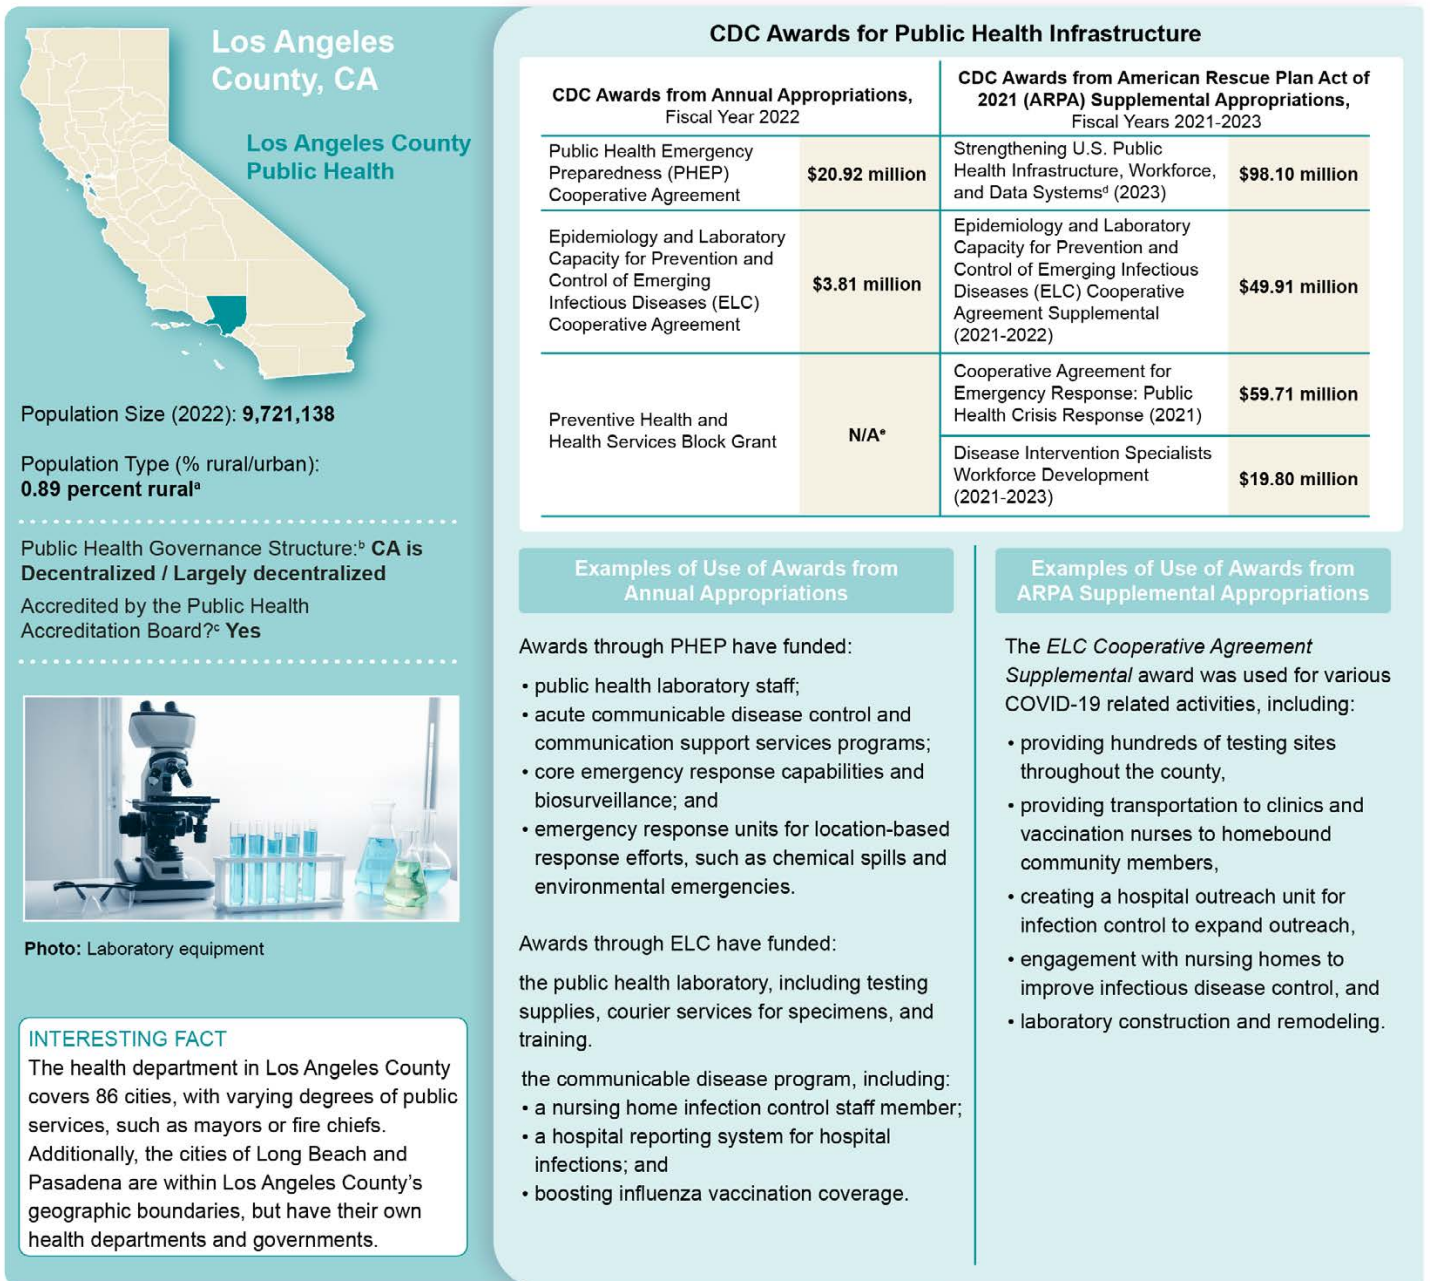 Los Angeles
County, CA
Los Angeles County
Public Health
Population Size (2022): 9,721,138
Population Type (% rural/urban):
0.89 percent ruralᵃ
Public Health Governance Structure:ᵇ CA is
Decentralized / Largely decentralized
Accredited by the Public Health
Accreditation Board?ᶜ Yes
Photo: Laboratory equipment
INTERESTING FACT
The health department in Los Angeles County
covers 86 cities, with varying degrees of public
services, such as mayors or fire chiefs.
Additionally, the cities of Long Beach and
Pasadena are within Los Angeles County's
geographic boundaries, but have their own
health departments and governments.
CDC Awards for Public Health Infrastructure
CDC Awards from Annual Appropriations,
Fiscal Year 2022
CDC Awards from American Rescue Plan Act of
2021 (ARPA) Supplemental Appropriations,
Fiscal Years 2021-2023
Public Health Emergency
Preparedness (PHEP)
Cooperative Agreement
$20.92 million
Strengthening U.S. Public
Health Infrastructure, Workforce,
and Data Systemsᵈ (2023)
$98.10 million
Epidemiology and Laboratory
Capacity for Prevention and
Control of Emerging
Infectious Diseases (ELC)
Cooperative Agreement
$3.81 million
Epidemiology and Laboratory
Capacity for Prevention and
Control of Emerging Infectious
Diseases (ELC) Cooperative
Agreement Supplemental
(2021-2022)
$49.91 million
Preventive Health and
Health Services Block Grant
N/Aᵉ
Cooperative Agreement for
Emergency Response: Public
Health Crisis Response (2021)
$59.71 million
Disease Intervention Specialists
Workforce Development
(2021-2023)
$19.80 million
Examples of Use of Awards from
Annual Appropriations
Awards through PHEP have funded:
• public health laboratory staff;
• acute communicable disease control and
communication support services programs;
• core emergency response capabilities and
biosurveillance; and
• emergency response units for location-based
response efforts, such as chemical spills and
environmental emergencies.
Awards through ELC have funded:
the public health laboratory, including testing
supplies, courier services for specimens, and
training.
the communicable disease program, including:
• a nursing home infection control staff member;
• a hospital reporting system for hospital
infections; and
• boosting influenza vaccination coverage.
Examples of Use of Awards from
ARPA Supplemental Appropriations
The ELC Cooperative Agreement
Supplemental award was used for various
COVID-19 related activities, including:
• providing hundreds of testing sites
throughout the county,
• providing transportation to clinics and
vaccination nurses to homebound
community members,
• creating a hospital outreach unit for
infection control to expand outreach,
• engagement with nursing homes to
improve infectious disease control, and
• laboratory construction and remodeling.